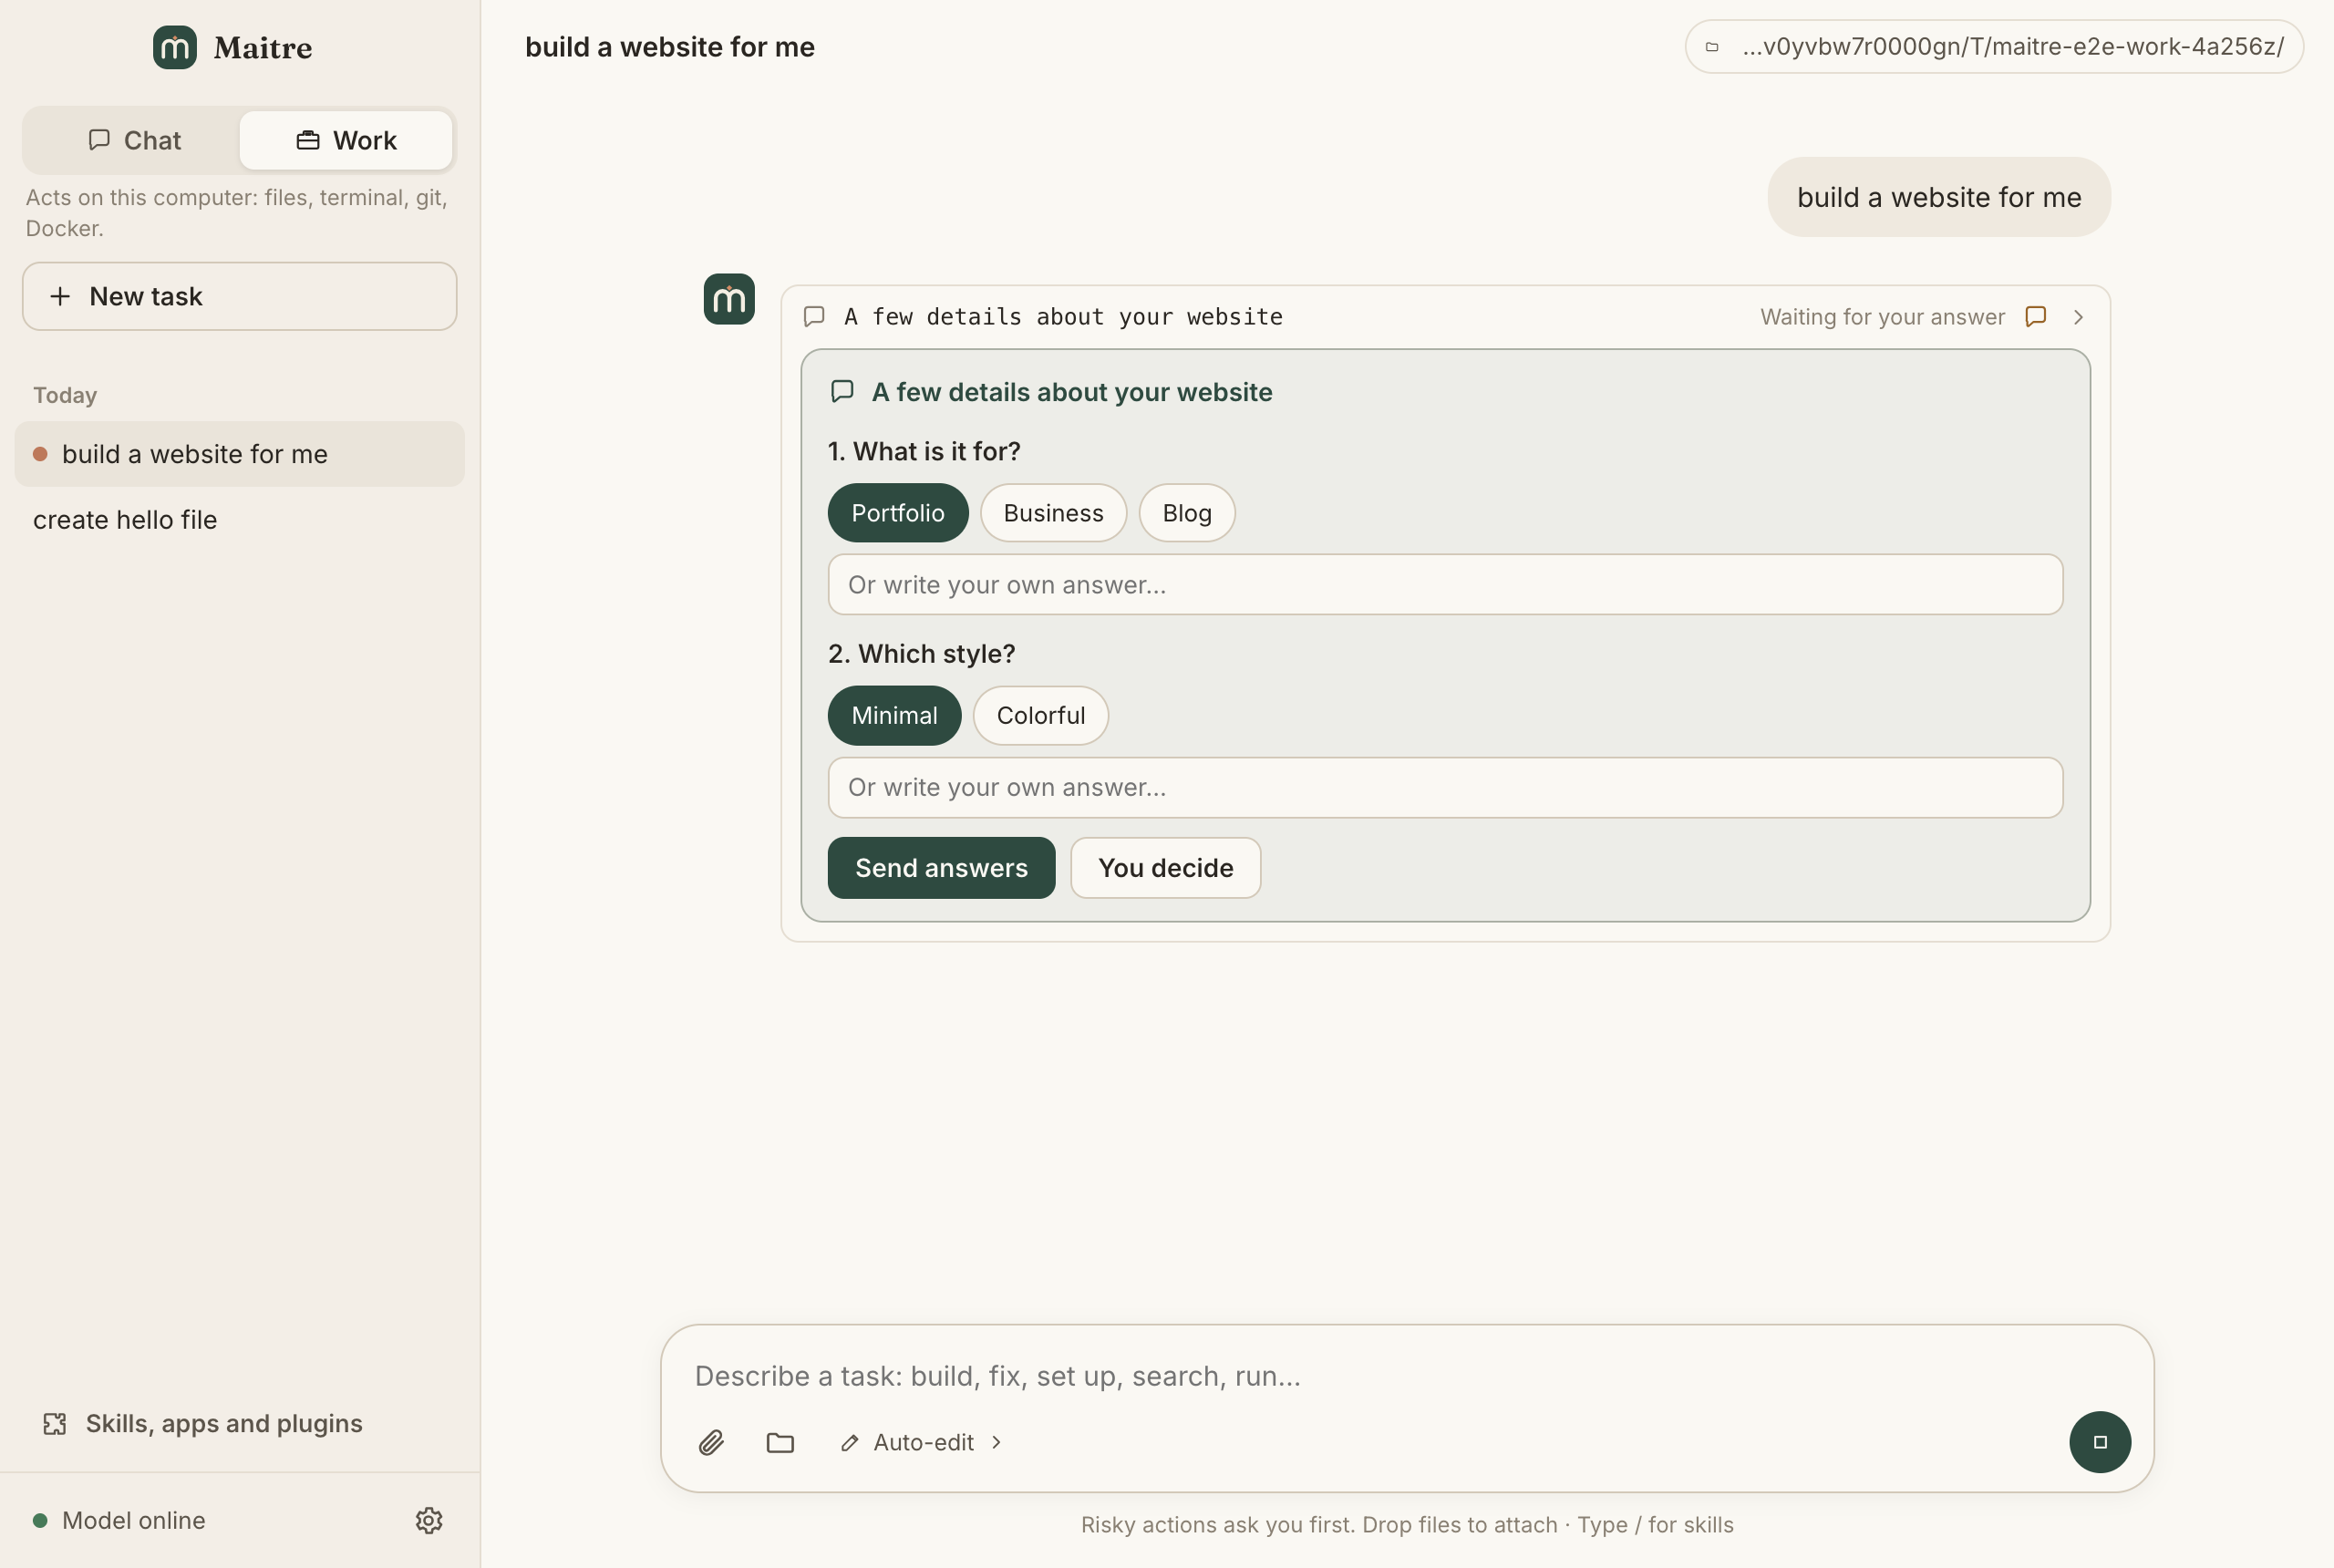 Maitre
Chat
Work
Acts on this computer: files, terminal, git,
Docker.
New task
Today
build a website for me
create hello file
Skills, apps and plugins
Model online
build a website for me
...v0yvbw7r0000gn/T/maitre-e2e-work-4a256z/
build a website for me
A few details about your website
Waiting for your answer
A few details about your website
1. What is it for?
Portfolio
Business
Blog
Or write your own answer...
2. Which style?
Minimal
Colorful
Or write your own answer...
Send answers
You decide
Describe a task: build, fix, set up, search, run...
Auto-edit
Risky actions ask you first. Drop files to attach · Type / for skills